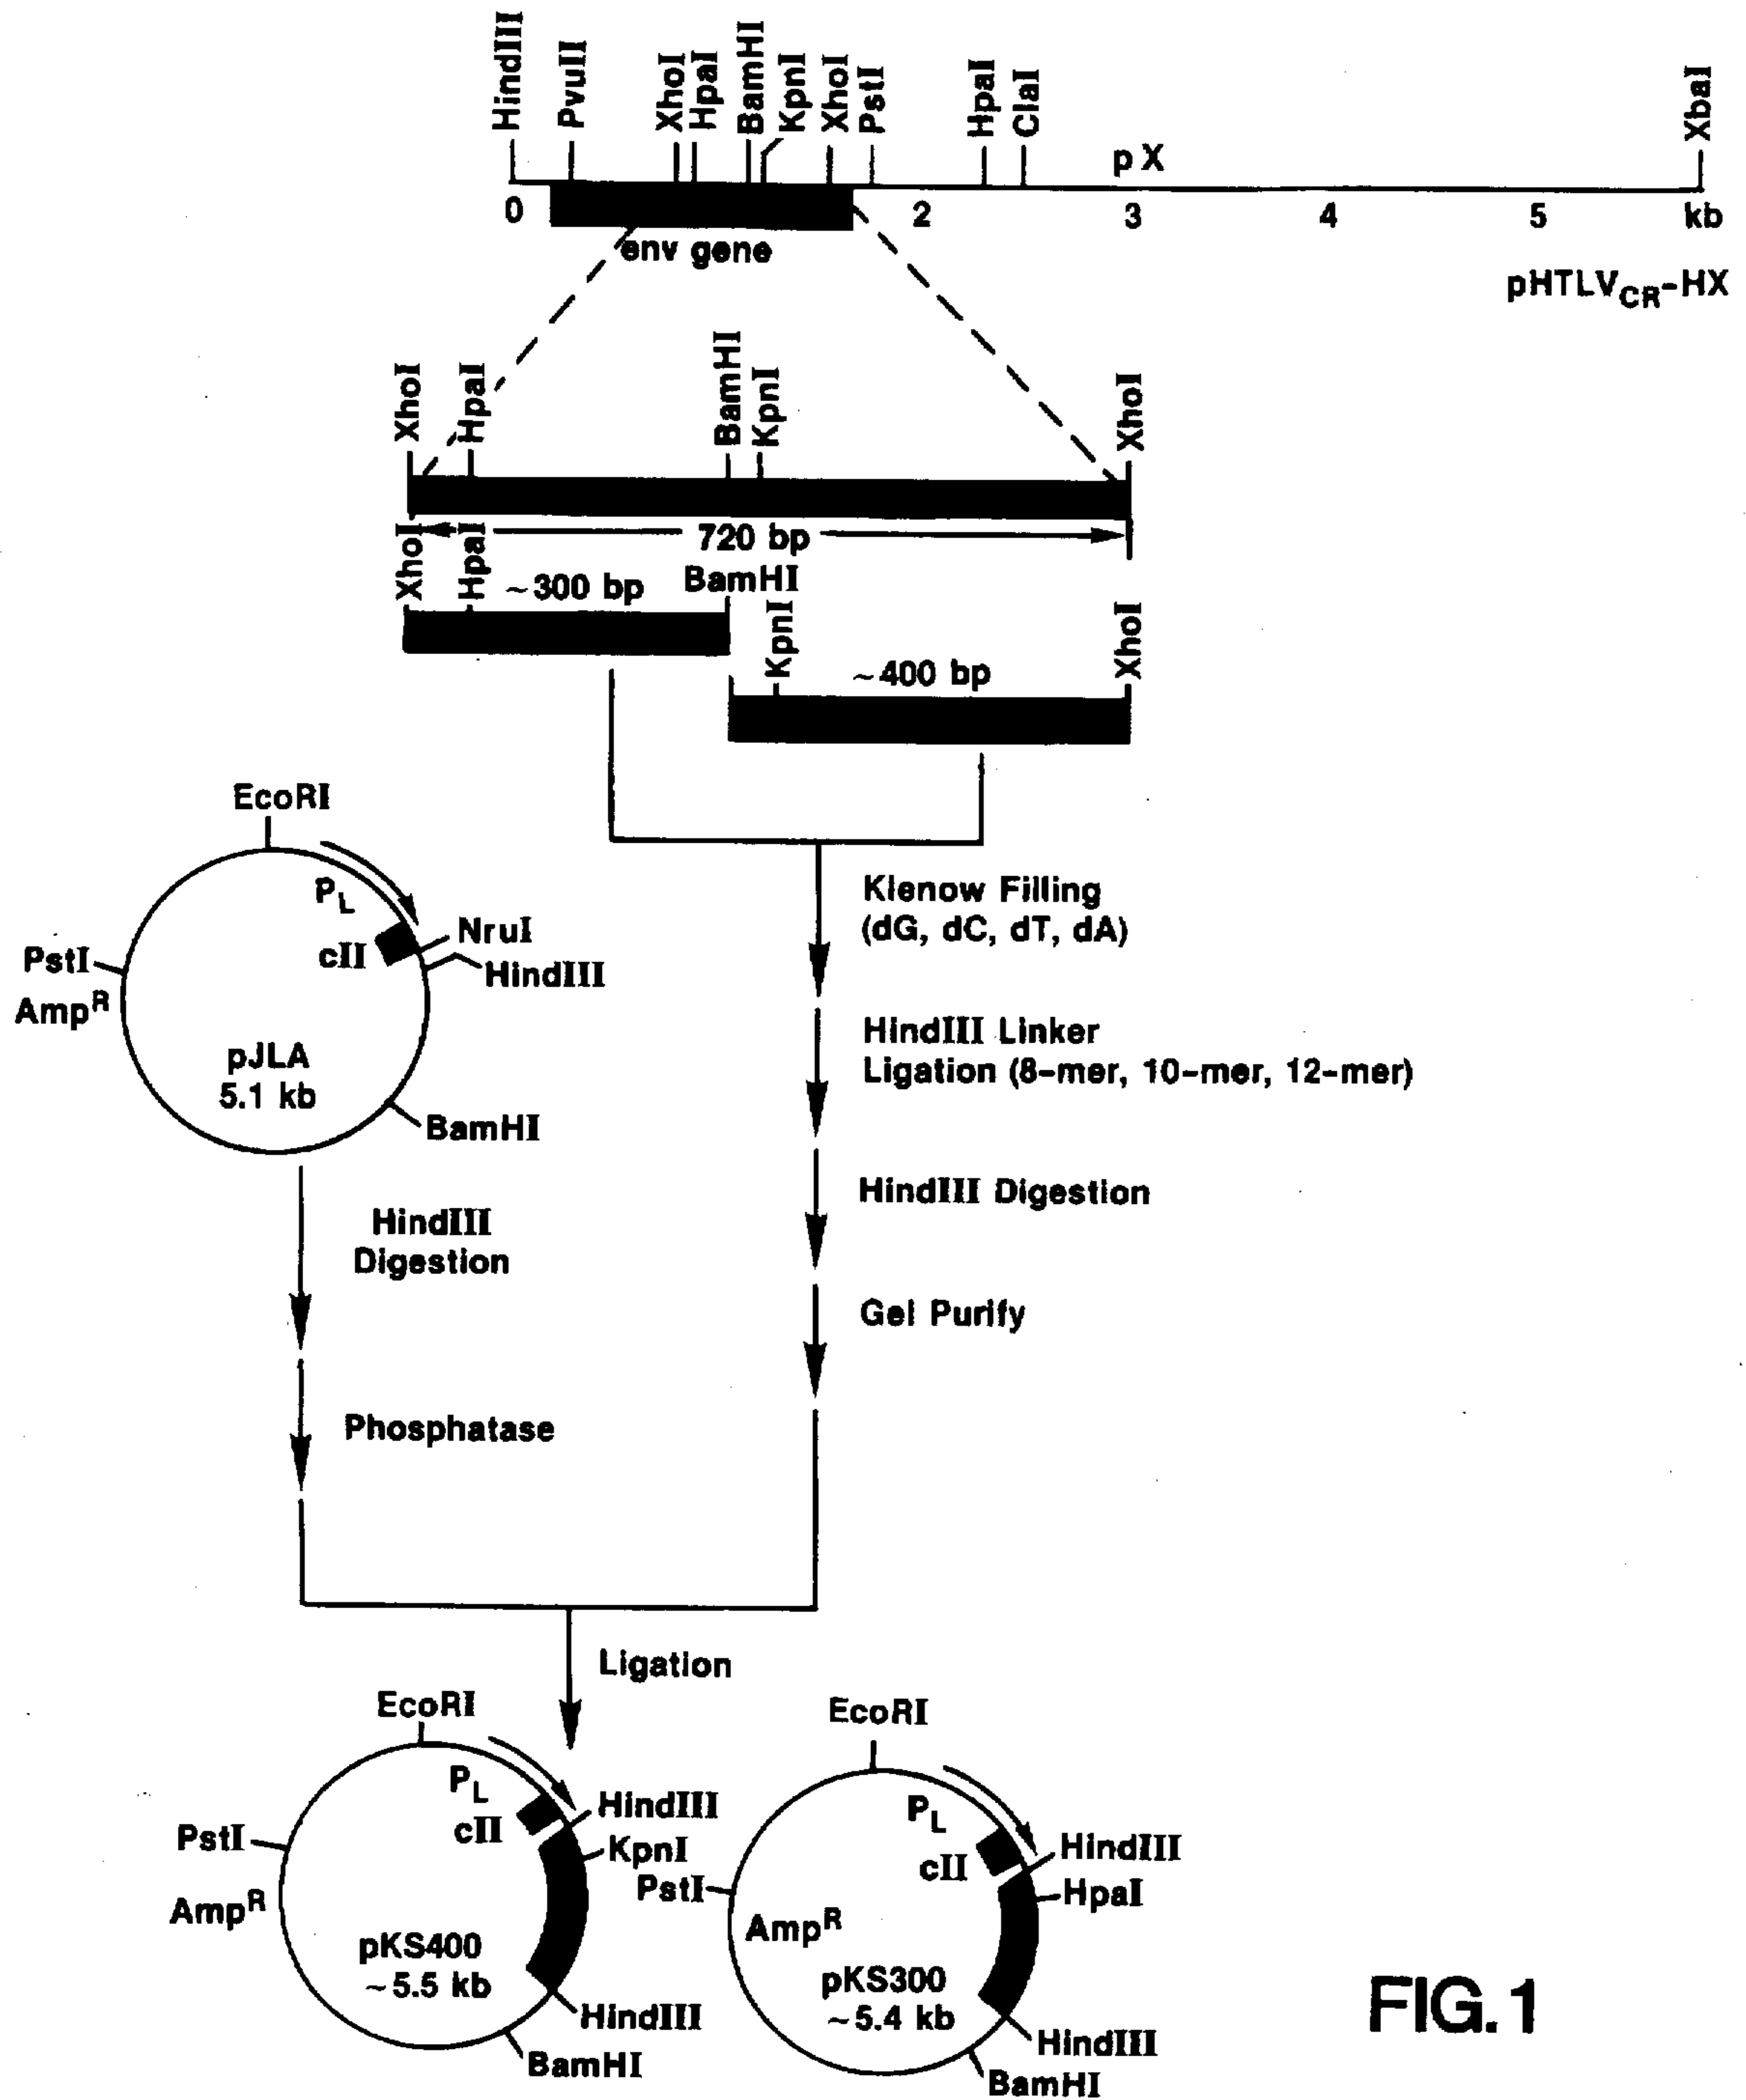 HindIII PvuII XhoI HpaI BamHI KpnI XhoI PstI HpaI ClaI XbaI
pX
0 2 3 4 5 kb
env gene
pHTLVCR-HX
XhoI HpaI BamHI KpnI XhoI
720 bp
XhoI HpaI ~300 bp BamHI
KpnI ~400 bp XhoI
EcoRI
PL
cII
NruI
HindIII
PstI
AmpR
pJLA
5.1 kb
BamHI
Klenow Filling
(dG, dC, dT, dA)
HindIII Linker
Ligation (8-mer, 10-mer, 12-mer)
HindIII Digestion
Gel Purify
HindIII
Digestion
Phosphatase
Ligation
EcoRI
PL
cII
HindIII
KpnI
PstI
AmpR
pKS400
~5.5 kb
HindIII
BamHI
EcoRI
PL
cII
HindIII
HpaI
PstI
AmpR
pKS300
~5.4 kb
HindIII
BamHI
FIG. 1